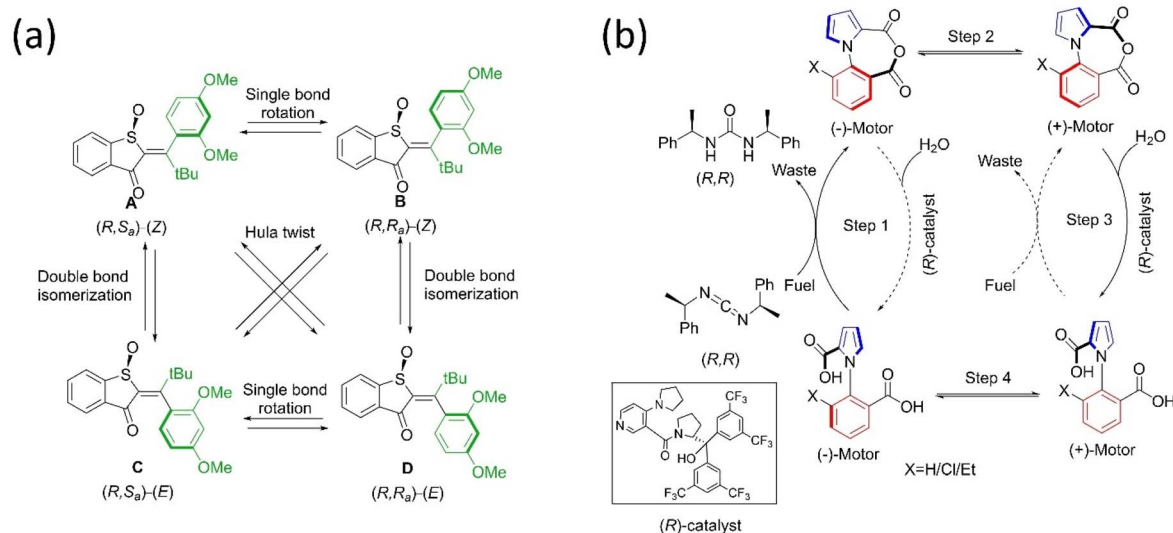 (a)
O
S
OMe
OMe
tBu
O
A
(R,Sa)-(Z)
Single bond
rotation
O
S
OMe
OMe
tBu
O
B
(R,Ra)-(Z)
Double bond
isomerization
Hula twist
Double bond
isomerization
O
S
tBu
OMe
O
OMe
C
(R,Sa)-(E)
Single bond
rotation
O
S
tBu
OMe
O
OMe
D
(R,Ra)-(E)
(b)
N
O
O
O
X
(-)-Motor
Step 2
N
O
O
O
X
(+)-Motor
O
Ph
N
H
N
H
Ph
(R,R)
Waste
H2O
Waste
H2O
Step 1
(R)-catalyst
Step 3
(R)-catalyst
Fuel
Fuel
Ph
N
C
N
Ph
(R,R)
O
OH
N
O
OH
X
(-)-Motor
Step 4
O
OH
N
O
OH
X
(+)-Motor
X=H/Cl/Et
N
N
N
O
HO
CF3
CF3
CF3
CF3
(R)-catalyst